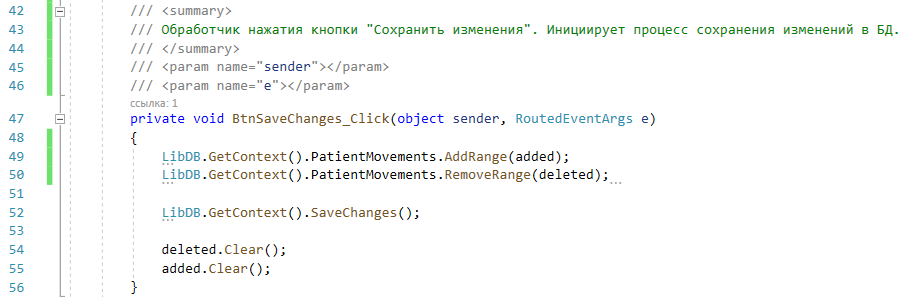 42 /// <summary>
43 /// Обработчик нажатия кнопки "Сохранить изменения". Инициирует процесс сохранения изменений в БД.
44 /// </summary>
45 /// <param name="sender"></param>
46 /// <param name="e"></param>
ссылка: 1
47 private void BtnSaveChanges_Click(object sender, RoutedEventArgs e)
48 {
49 LibDB.GetContext().PatientMovements.AddRange(added);
50 LibDB.GetContext().PatientMovements.RemoveRange(deleted);
51
52 LibDB.GetContext().SaveChanges();
53
54 deleted.Clear();
55 added.Clear();
56 }